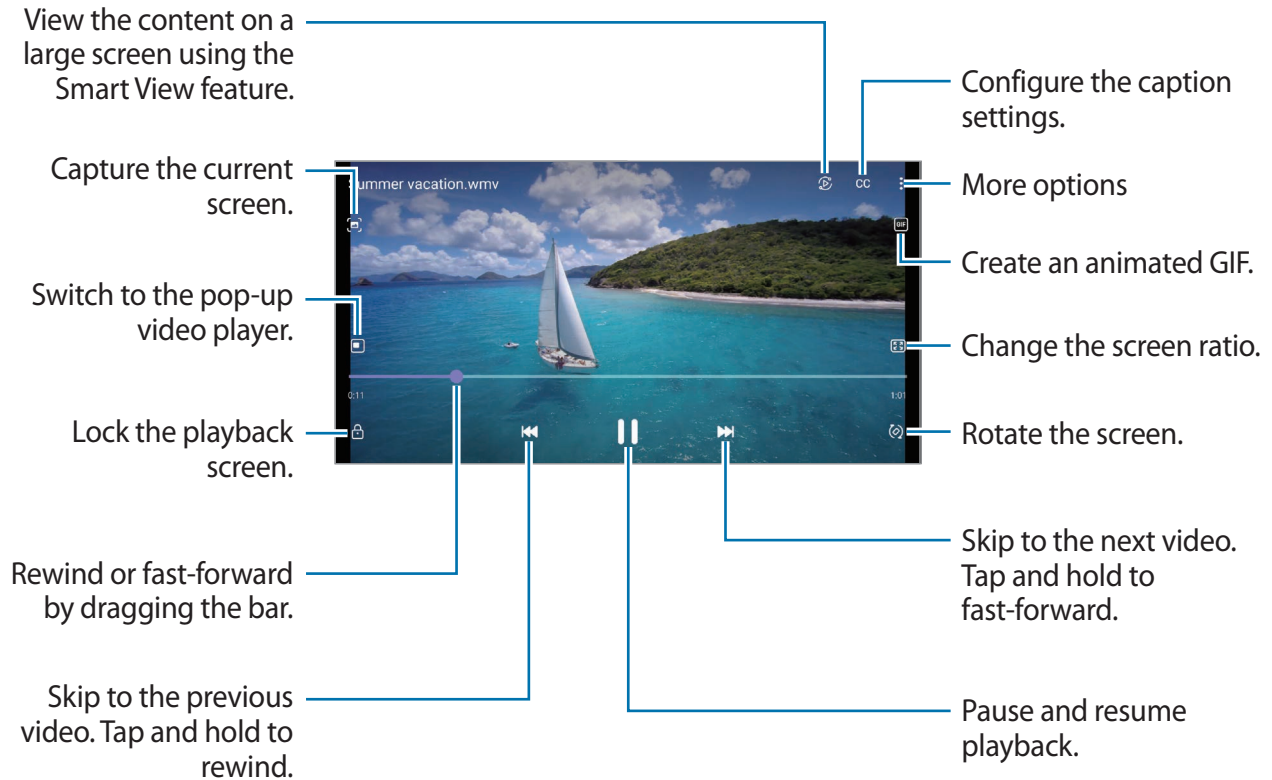 View the content on a
large screen using the
Smart View feature.
Configure the caption
settings.
Capture the current
screen.
More options
Create an animated GIF.
Switch to the pop-up
video player.
Change the screen ratio.
Lock the playback
screen.
Rotate the screen.
Rewind or fast-forward
by dragging the bar.
Skip to the next video.
Tap and hold to
fast-forward.
Skip to the previous
video. Tap and hold to
rewind.
Pause and resume
playback.
Summer vacation.wmv
CC
GIF
0:11
1:01